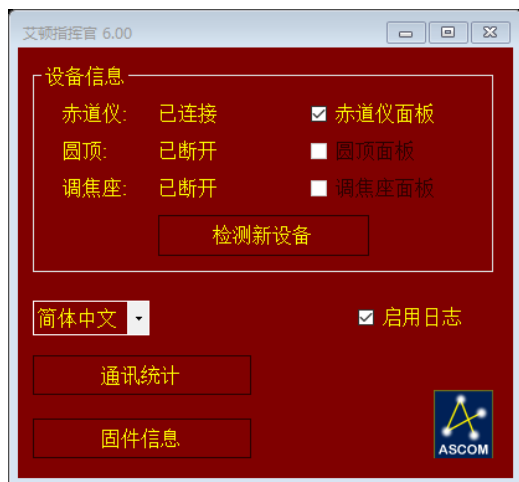 艾顿指挥官 6.00
设备信息
赤道仪: 已连接 赤道仪面板
圆顶: 已断开 圆顶面板
调焦座: 已断开 调焦座面板
检测新设备
简体中文 启用日志
通讯统计
固件信息
ASCOM